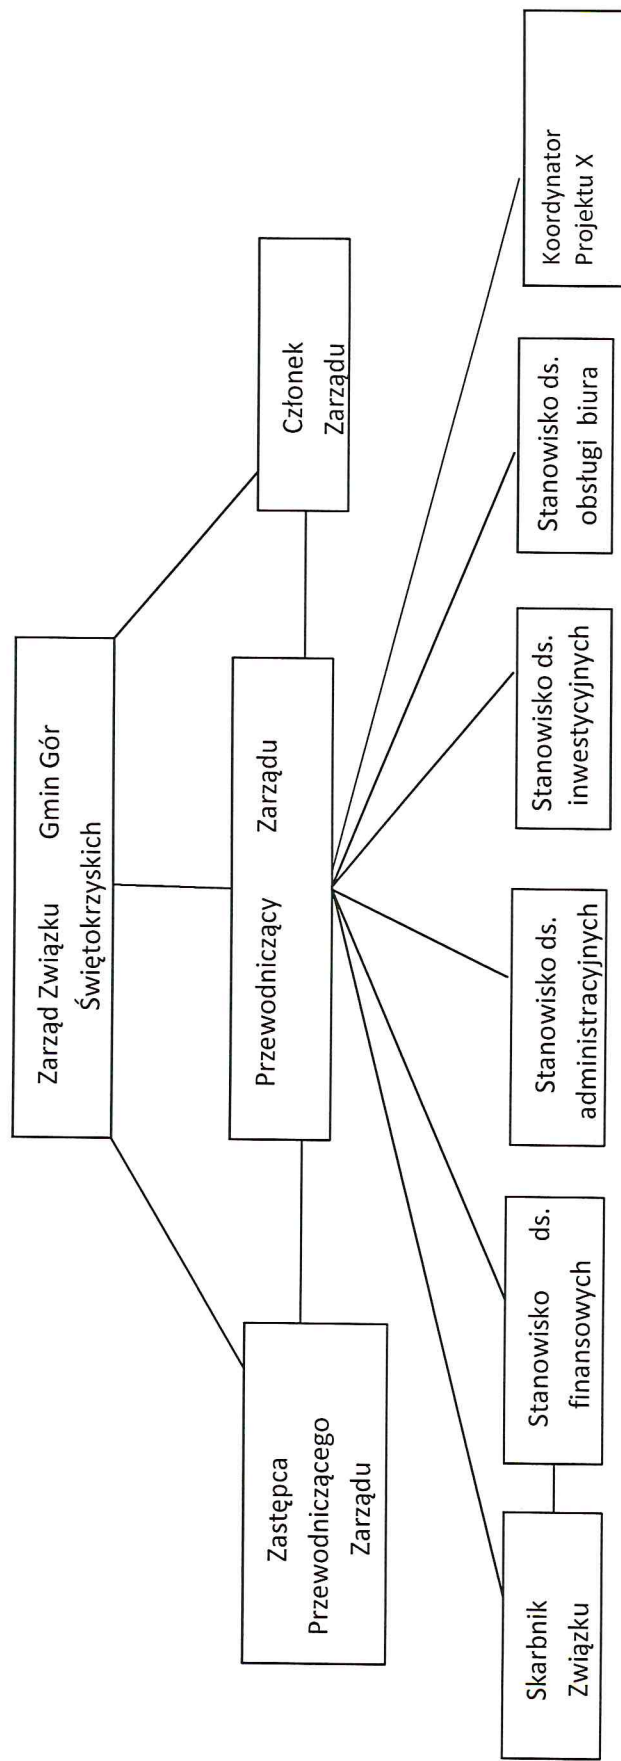 Zarząd Związku Gmin Gór
Świętokrzyskich
Zastępca
Przewodniczącego
Zarządu
Przewodniczący Zarządu
Członek
Zarządu
Skarbnik
Związku
Stanowisko ds.
finansowych
Stanowisko ds.
administracyjnych
Stanowisko ds.
inwestycyjnych
Stanowisko ds.
obsługi biura
Koordynator
Projektu X